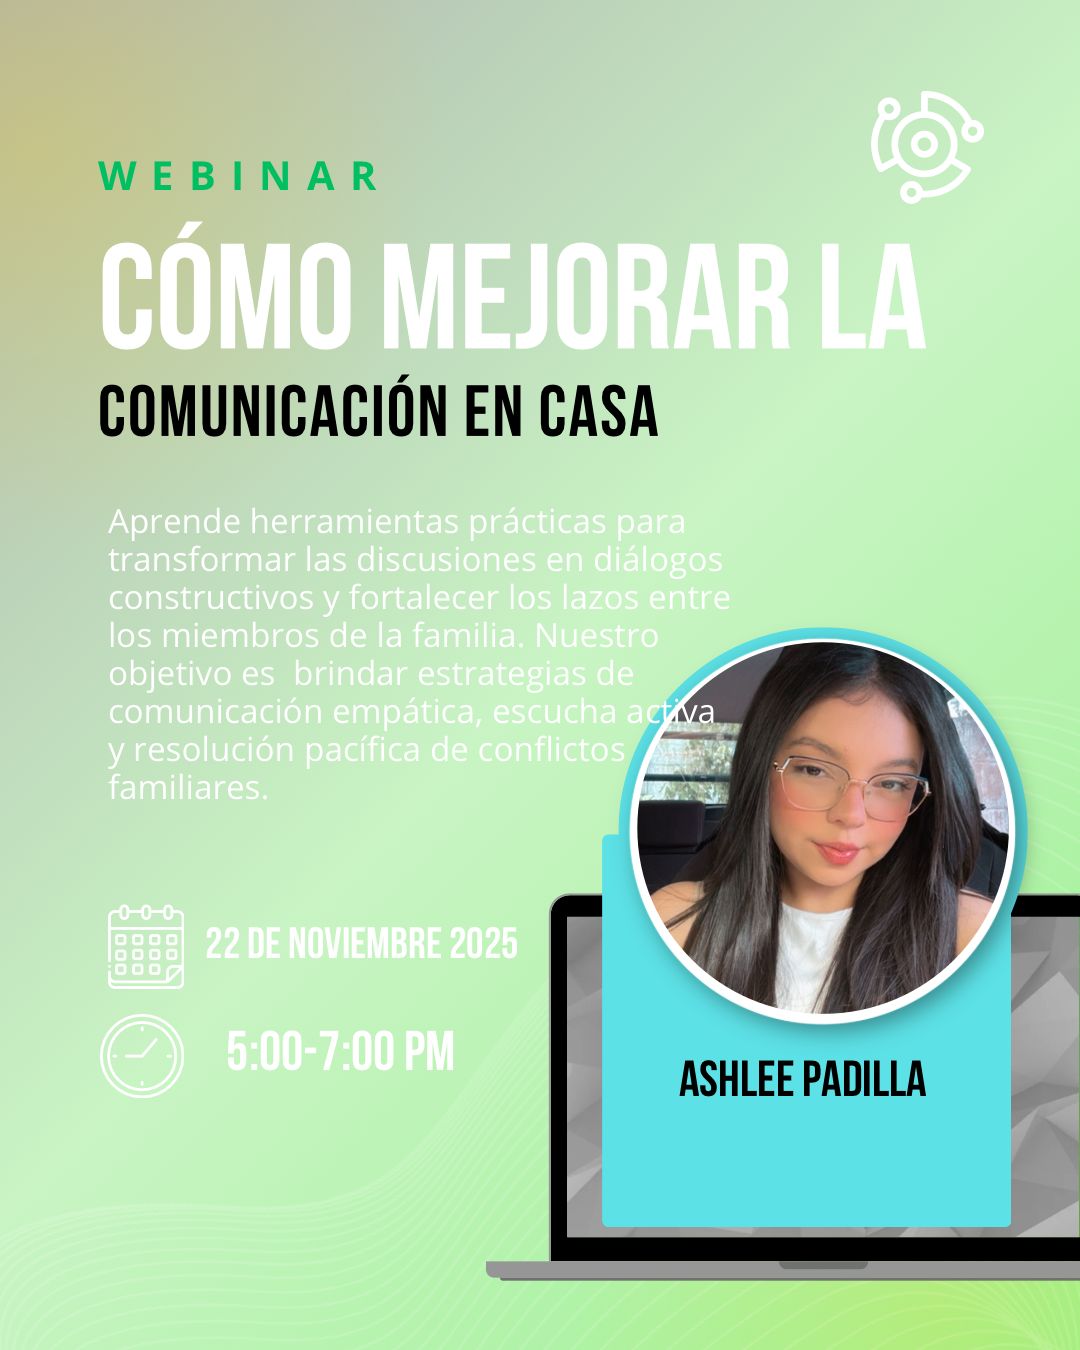 WEBINAR
CÓMO MEJORAR LA
COMUNICACIÓN EN CASA
Aprende herramientas prácticas para
transformar las discusiones en diálogos
constructivos y fortalecer los lazos entre
los miembros de la familia. Nuestro
objetivo es  brindar estrategias de
comunicación empática, escucha activa
y resolución pacífica de conflictos
familiares.
22 DE NOVIEMBRE 2025
5:00-7:00 PM
ASHLEE PADILLA